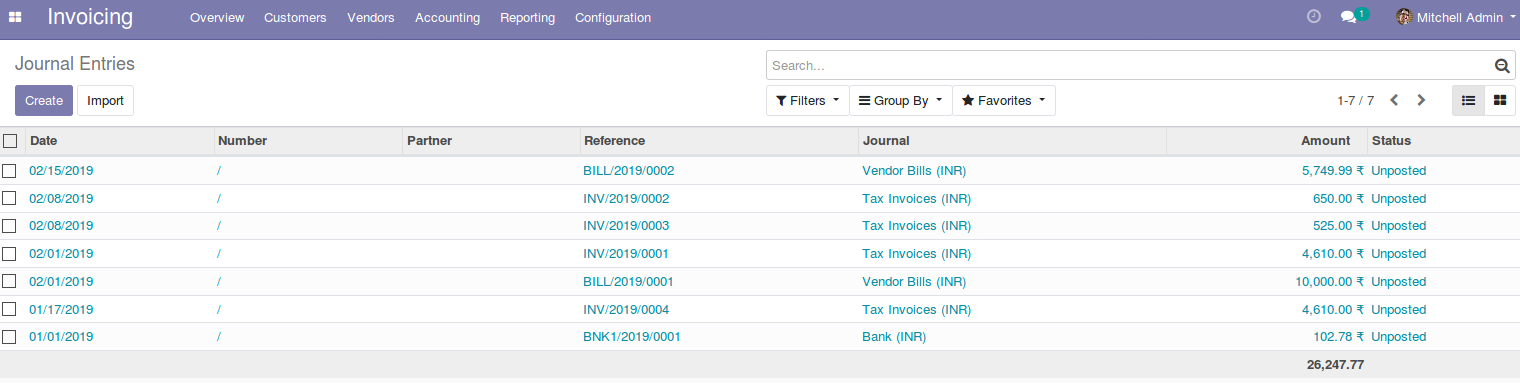 Invoicing Overview Customers Vendors Accounting Reporting Configuration 1 Mitchell Admin
Journal Entries Search...
Create Import Filters Group By Favorites 1-7 / 7
Date Number Partner Reference Journal Amount Status
02/15/2019 / BILL/2019/0002 Vendor Bills (INR) 5,749.99 ₹ Unposted
02/08/2019 / INV/2019/0002 Tax Invoices (INR) 650.00 ₹ Unposted
02/08/2019 / INV/2019/0003 Tax Invoices (INR) 525.00 ₹ Unposted
02/01/2019 / INV/2019/0001 Tax Invoices (INR) 4,610.00 ₹ Unposted
02/01/2019 / BILL/2019/0001 Vendor Bills (INR) 10,000.00 ₹ Unposted
01/17/2019 / INV/2019/0004 Tax Invoices (INR) 4,610.00 ₹ Unposted
01/01/2019 / BNK1/2019/0001 Bank (INR) 102.78 ₹ Unposted
26,247.77